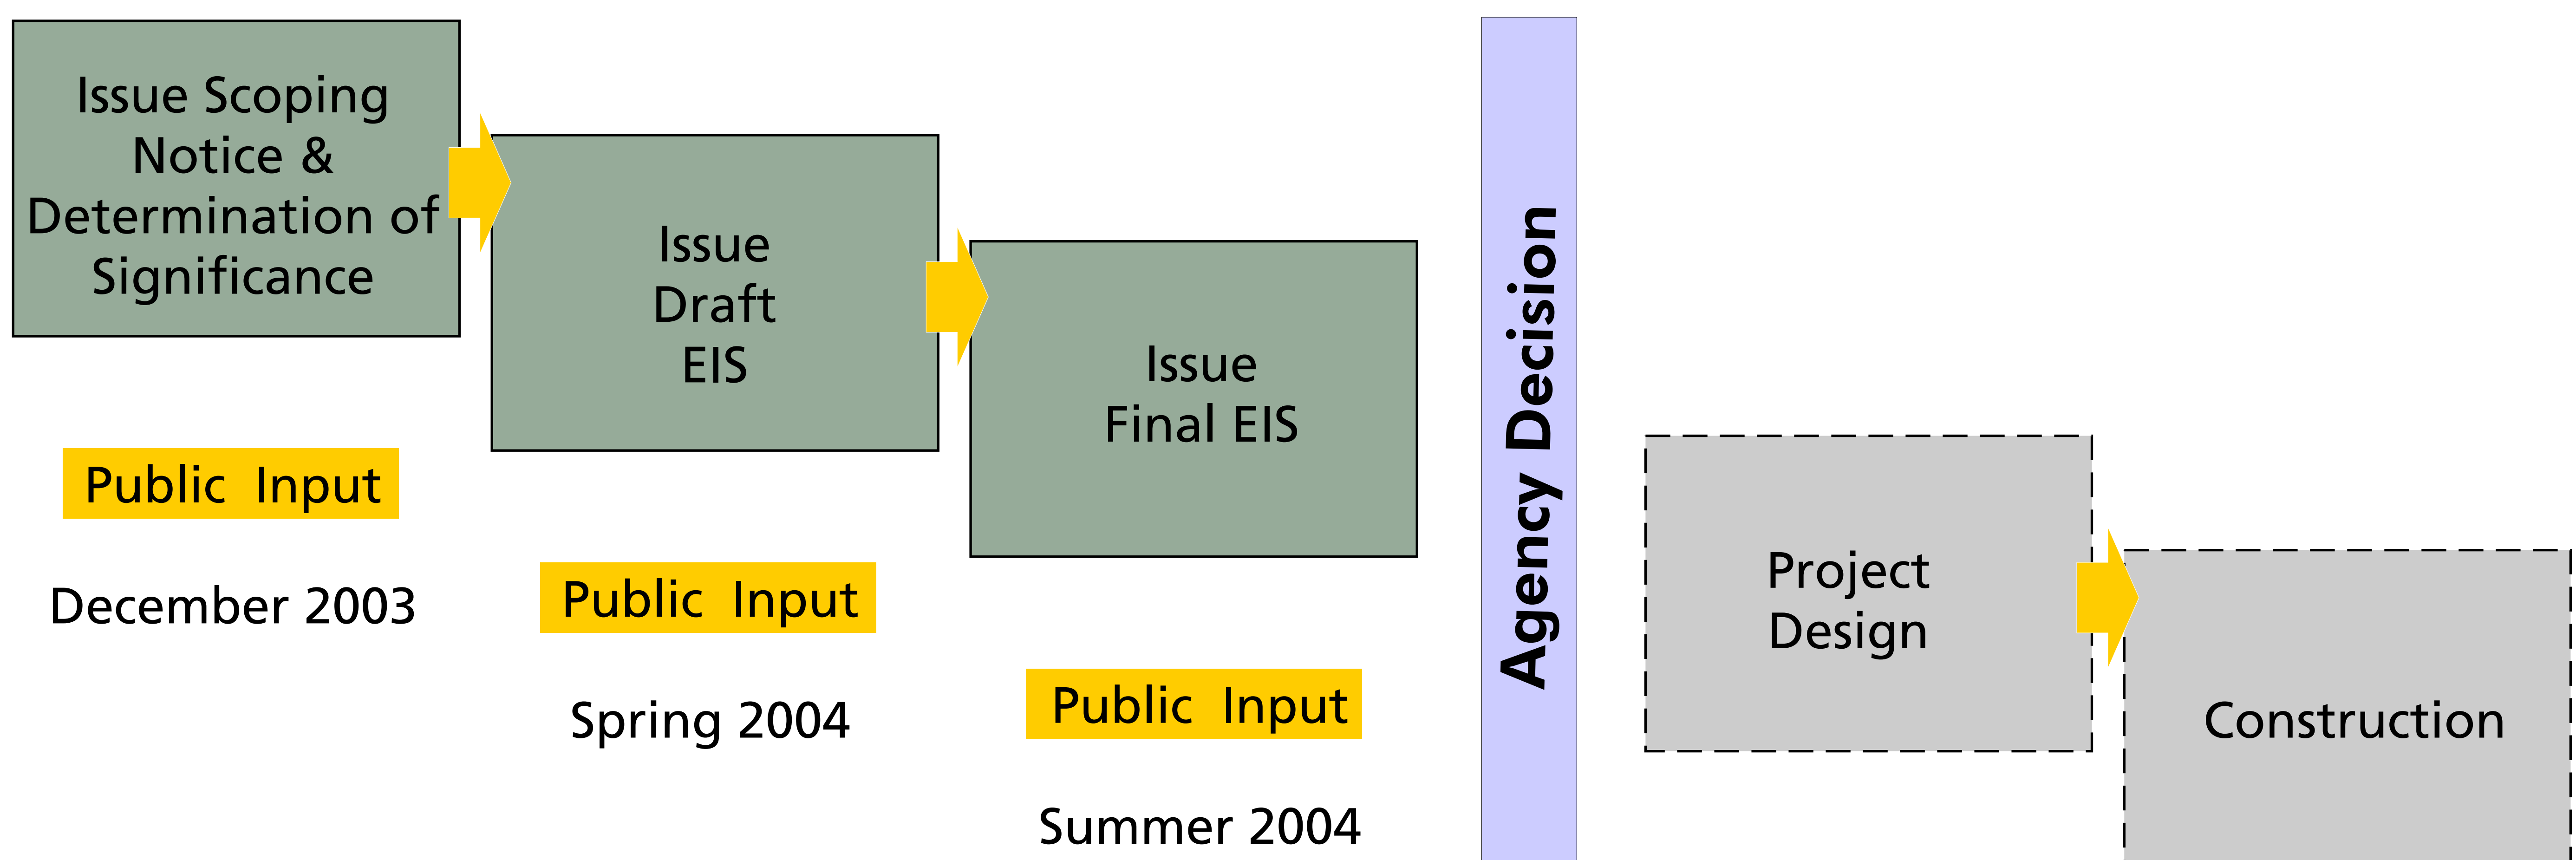 Issue Scoping
Notice &
Determination of
Significance
Public Input
December 2003
Issue
Draft
EIS
Public Input
Spring 2004
Issue
Final EIS
Public Input
Summer 2004
Agency Decision
Project
Design
Construction